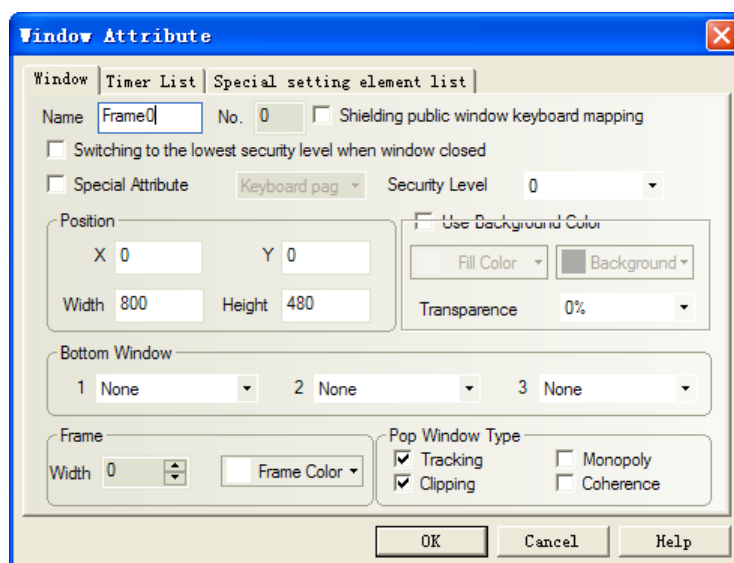 Window Attribute
Window Timer List Special setting element list
Name Frame0 No. 0 Shielding public window keyboard mapping
Switching to the lowest security level when window closed
Special Attribute Keyboard pag Security Level 0
Position Use Background Color
X 0 Y 0 Fill Color Background
Width 800 Height 480 Transparence 0%
Bottom Window
1 None 2 None 3 None
Frame Pop Window Type
Width 0 Frame Color Tracking Monopoly
Clipping Coherence
OK Cancel Help